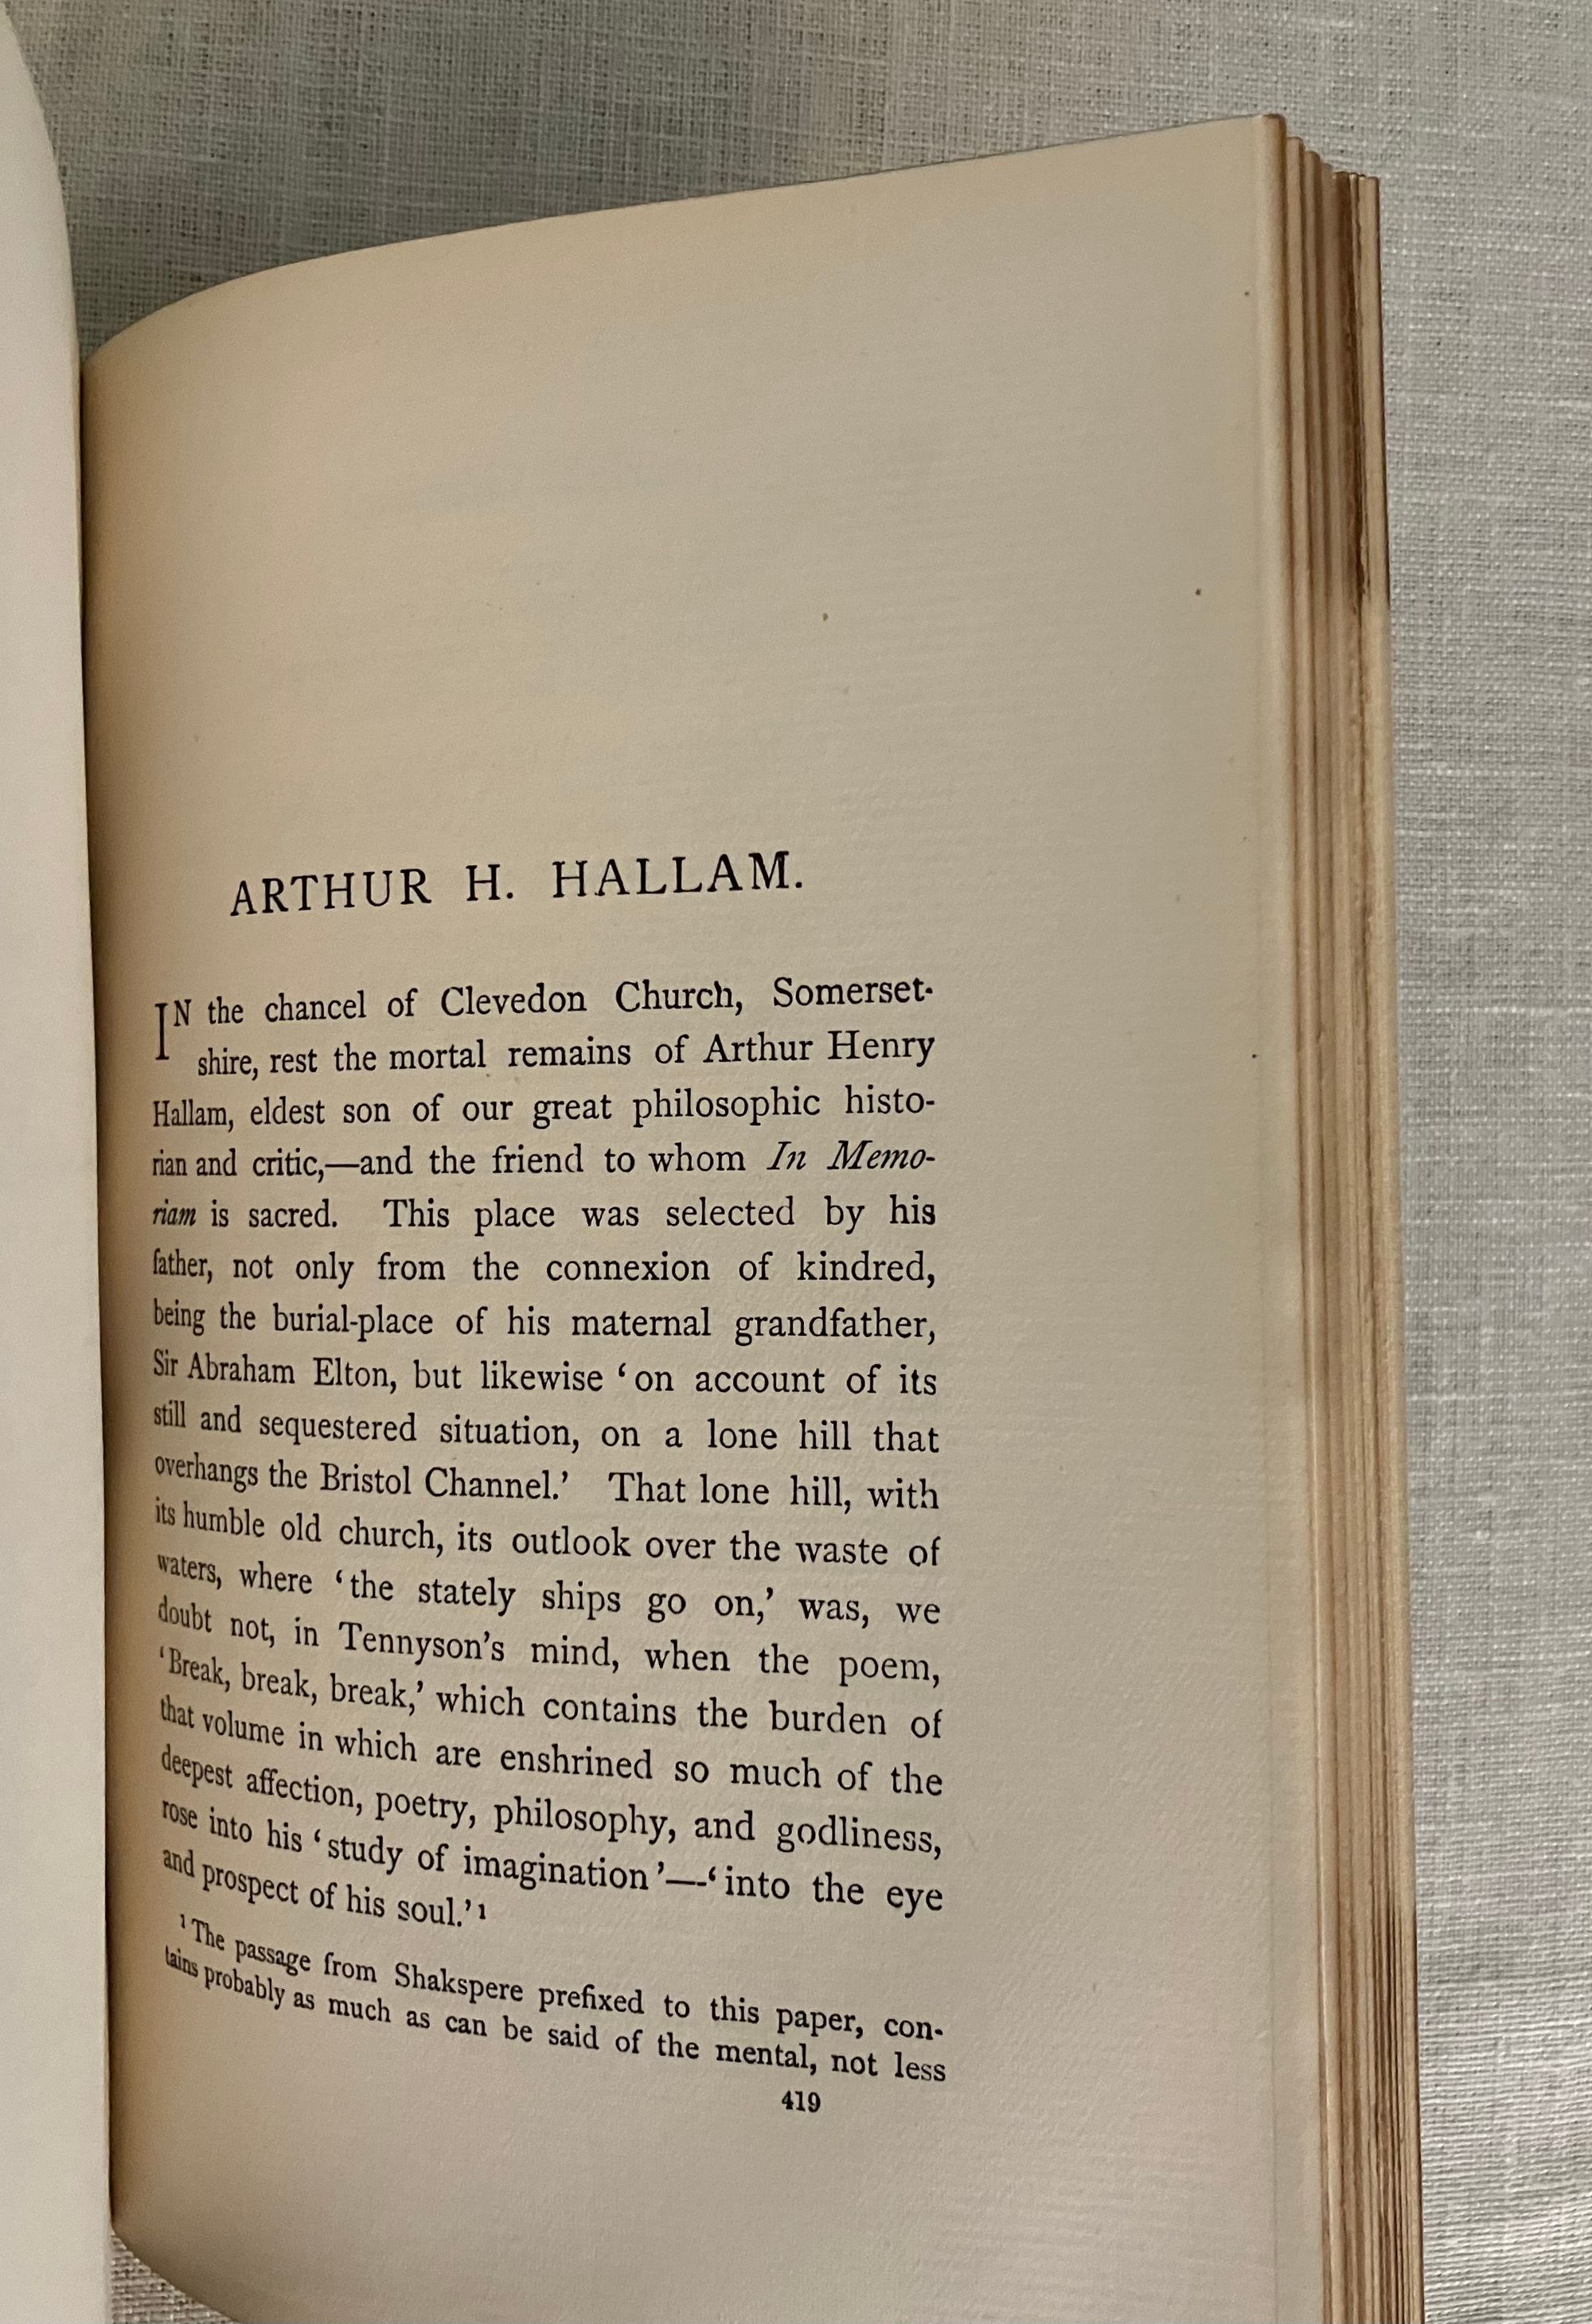 ARTHUR H. HALLAM.
IN the chancel of Clevedon Church, Somerset-
shire, rest the mortal remains of Arthur Henry
Hallam, eldest son of our great philosophic histo-
rian and critic,—and the friend to whom In Memo-
riam is sacred. This place was selected by his
father, not only from the connexion of kindred,
being the burial-place of his maternal grandfather,
Sir Abraham Elton, but likewise ‘on account of its
still and sequestered situation, on a lone hill that
overhangs the Bristol Channel.’ That lone hill, with
its humble old church, its outlook over the waste of
waters, where ‘the stately ships go on,’ was, we
doubt not, in Tennyson’s mind, when the poem,
‘Break, break, break,’ which contains the burden of
that volume in which are enshrined so much of the
deepest affection, poetry, philosophy, and godliness,
rose into his ‘study of imagination’—‘into the eye
and prospect of his soul.’¹
¹ The passage from Shakspere prefixed to this paper, con-
tains probably as much as can be said of the mental, not less
419